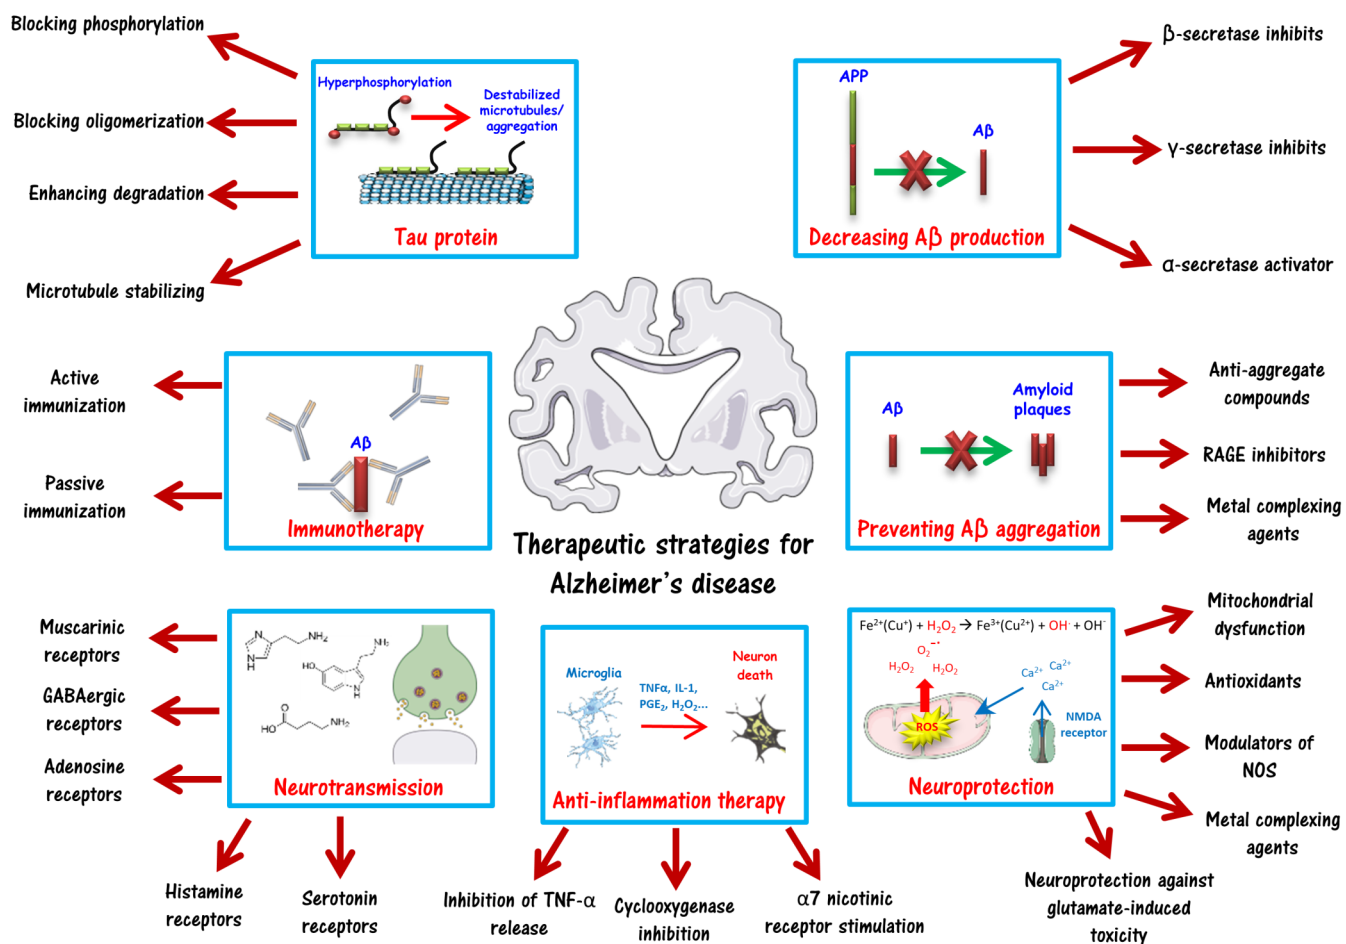 Blocking phosphorylation
Blocking oligomerization
Enhancing degradation
Microtubule stabilizing
Hyperphosphorylation
Destabilized
microtubules/
aggregation
Tau protein
APP
Aβ
Decreasing Aβ production
β-secretase inhibits
γ-secretase inhibits
α-secretase activator
Active
immunization
Passive
immunization
Aβ
Immunotherapy
Therapeutic strategies for
Alzheimer's disease
Aβ
Amyloid
plaques
Preventing Aβ aggregation
Anti-aggregate
compounds
RAGE inhibitors
Metal complexing
agents
Muscarinic
receptors
GABAergic
receptors
Adenosine
receptors
N
NH₂
N
H
NH₂
HO
N
H
O
HO
NH₂
Neurotransmission
Histamine
receptors
Serotonin
receptors
Microglia
TNFα, IL-1,
PGE₂, H₂O₂...
Neuron
death
Anti-inflammation therapy
Inhibition of TNF-α
release
Cyclooxygenase
inhibition
α7 nicotinic
receptor stimulation
Fe²⁺(Cu⁺) + H₂O₂ → Fe³⁺(Cu²⁺) + OH· + OH⁻
O₂⁻•
H₂O₂ H₂O₂
ROS
Ca²⁺ Ca²⁺
Ca²⁺
NMDA
receptor
Neuroprotection
Mitochondrial
dysfunction
Antioxidants
Modulators of
NOS
Metal complexing
agents
Neuroprotection against
glutamate-induced
toxicity